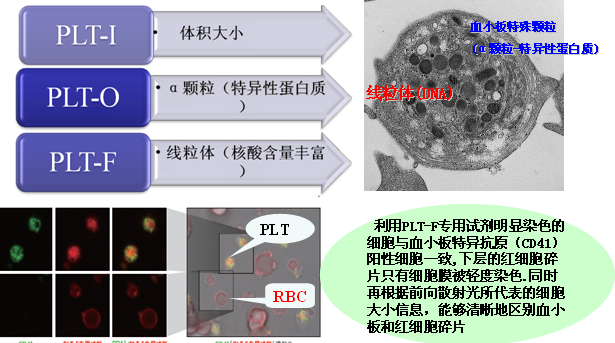 PLT-I
• 体积大小
PLT-O
• α颗粒（特异性蛋白质
）
PLT-F
• 线粒体（核酸含量丰富
）
血小板特殊颗粒
(α颗粒-特异性蛋白质)
线粒体(DNA)
PLT
RBC
利用PLT-F专用试剂明显染色的
细胞与血小板特异抗原（CD41）
阳性细胞一致,下层的红细胞碎
片只有细胞膜被轻度染色.同时
再根据前向散射光所代表的细胞
大小信息，能够清晰地区别血小
板和红细胞碎片